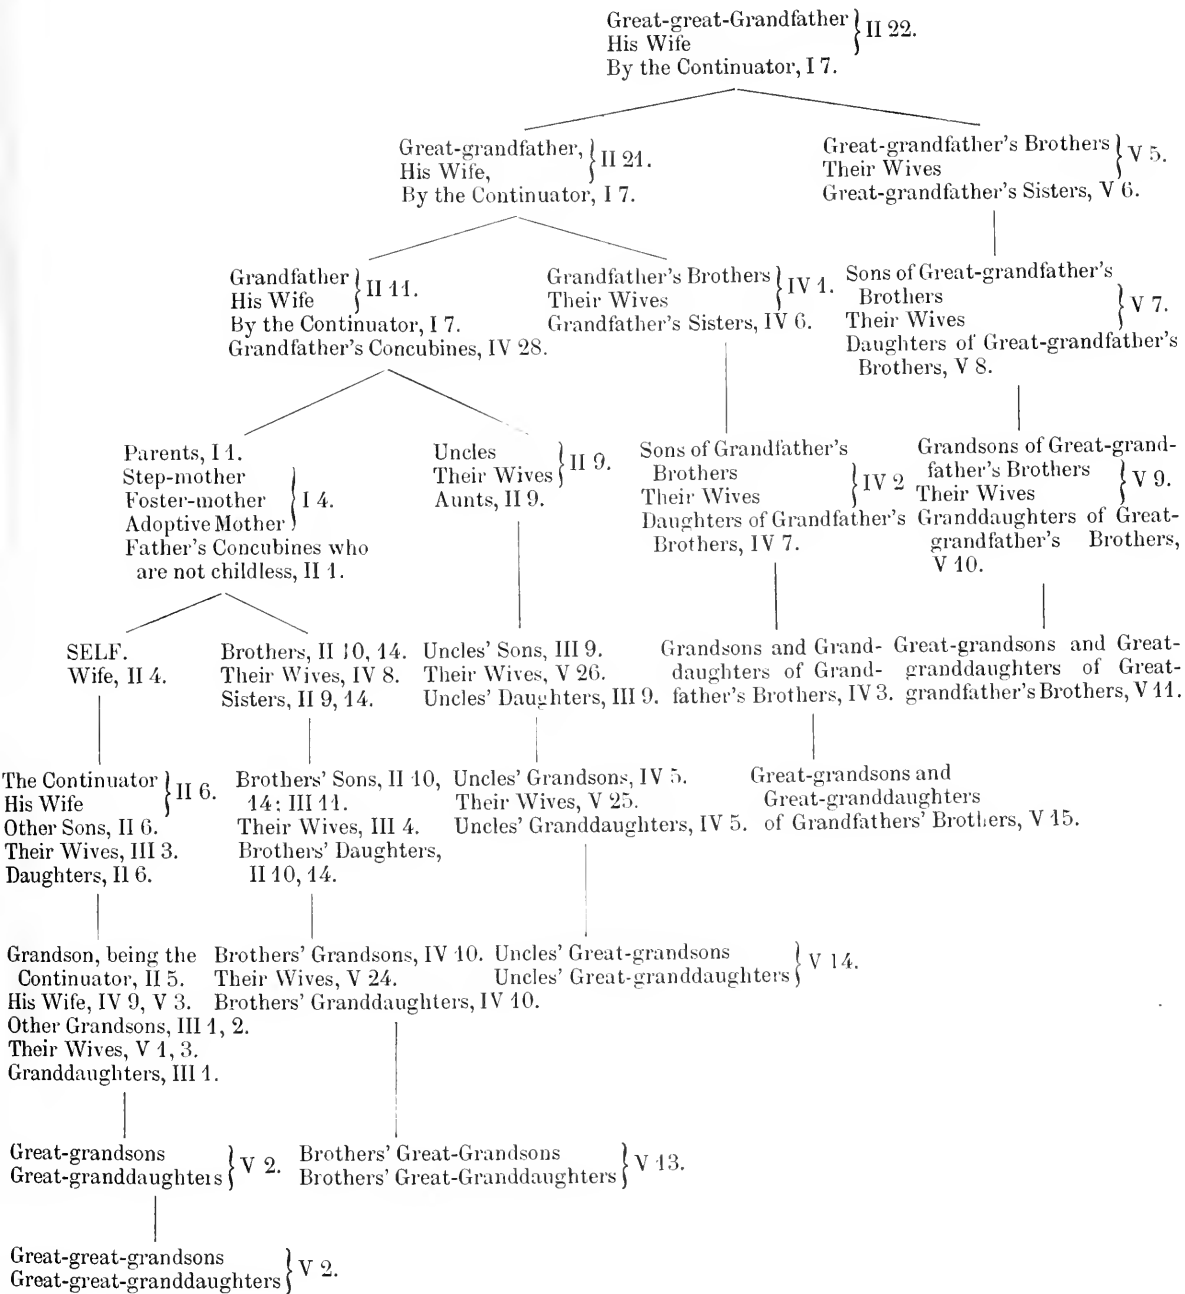 Great-great-Grandfather
His Wife
} II 22.
By the Continuator, I 7.
Great-grandfather,
His Wife,
} II 21.
By the Continuator, I 7.
Great-grandfather's Brothers
Their Wives
} V 5.
Great-grandfather's Sisters, V 6.
Grandfather
His Wife
} II 11.
By the Continuator, I 7.
Grandfather's Concubines, IV 28.
Grandfather's Brothers
Their Wives
} IV 1.
Grandfather's Sisters, IV 6.
Sons of Great-grandfather's
Brothers
Their Wives
} V 7.
Daughters of Great-grandfather's
Brothers, V 8.
Parents, I 1.
Step-mother
Foster-mother
Adoptive Mother
} I 4.
Father's Concubines who
are not childless, II 1.
Uncles
Their Wives
} II 9.
Aunts, II 9.
Sons of Grandfather's
Brothers
Their Wives
} IV 2
Daughters of Grandfather's
Brothers, IV 7.
Grandsons of Great-grand-
father's Brothers
Their Wives
} V 9.
Granddaughters of Great-
grandfather's Brothers,
V 10.
SELF.
Wife, II 4.
Brothers, II 10, 14.
Their Wives, IV 8.
Sisters, II 9, 14.
Uncles' Sons, III 9.
Their Wives, V 26.
Uncles' Daughters, III 9.
Grandsons and Grand-
daughters of Grand-
father's Brothers, IV 3.
Great-grandsons and Great-
granddaughters of Great-
grandfather's Brothers, V 11.
The Continuator
His Wife
} II 6.
Other Sons, II 6.
Their Wives, III 3.
Daughters, II 6.
Brothers' Sons, II 10,
14: III 11.
Their Wives, III 4.
Brothers' Daughters,
II 10, 14.
Uncles' Grandsons, IV 5.
Their Wives, V 25.
Uncles' Granddaughters, IV 5.
Great-grandsons and
Great-granddaughters
of Grandfathers' Brothers, V 15.
Grandson, being the
Continuator, II 5.
His Wife, IV 9, V 3.
Other Grandsons, III 1, 2.
Their Wives, V 1, 3.
Granddaughters, III 1.
Brothers' Grandsons, IV 10.
Their Wives, V 24.
Brothers' Granddaughters, IV 10.
Uncles' Great-grandsons
Uncles' Great-granddaughters
} V 14.
Great-grandsons
Great-granddaughters
} V 2.
Brothers' Great-Grandsons
Brothers' Great-Granddaughters
} V 13.
Great-great-grandsons
Great-great-granddaughters
} V 2.